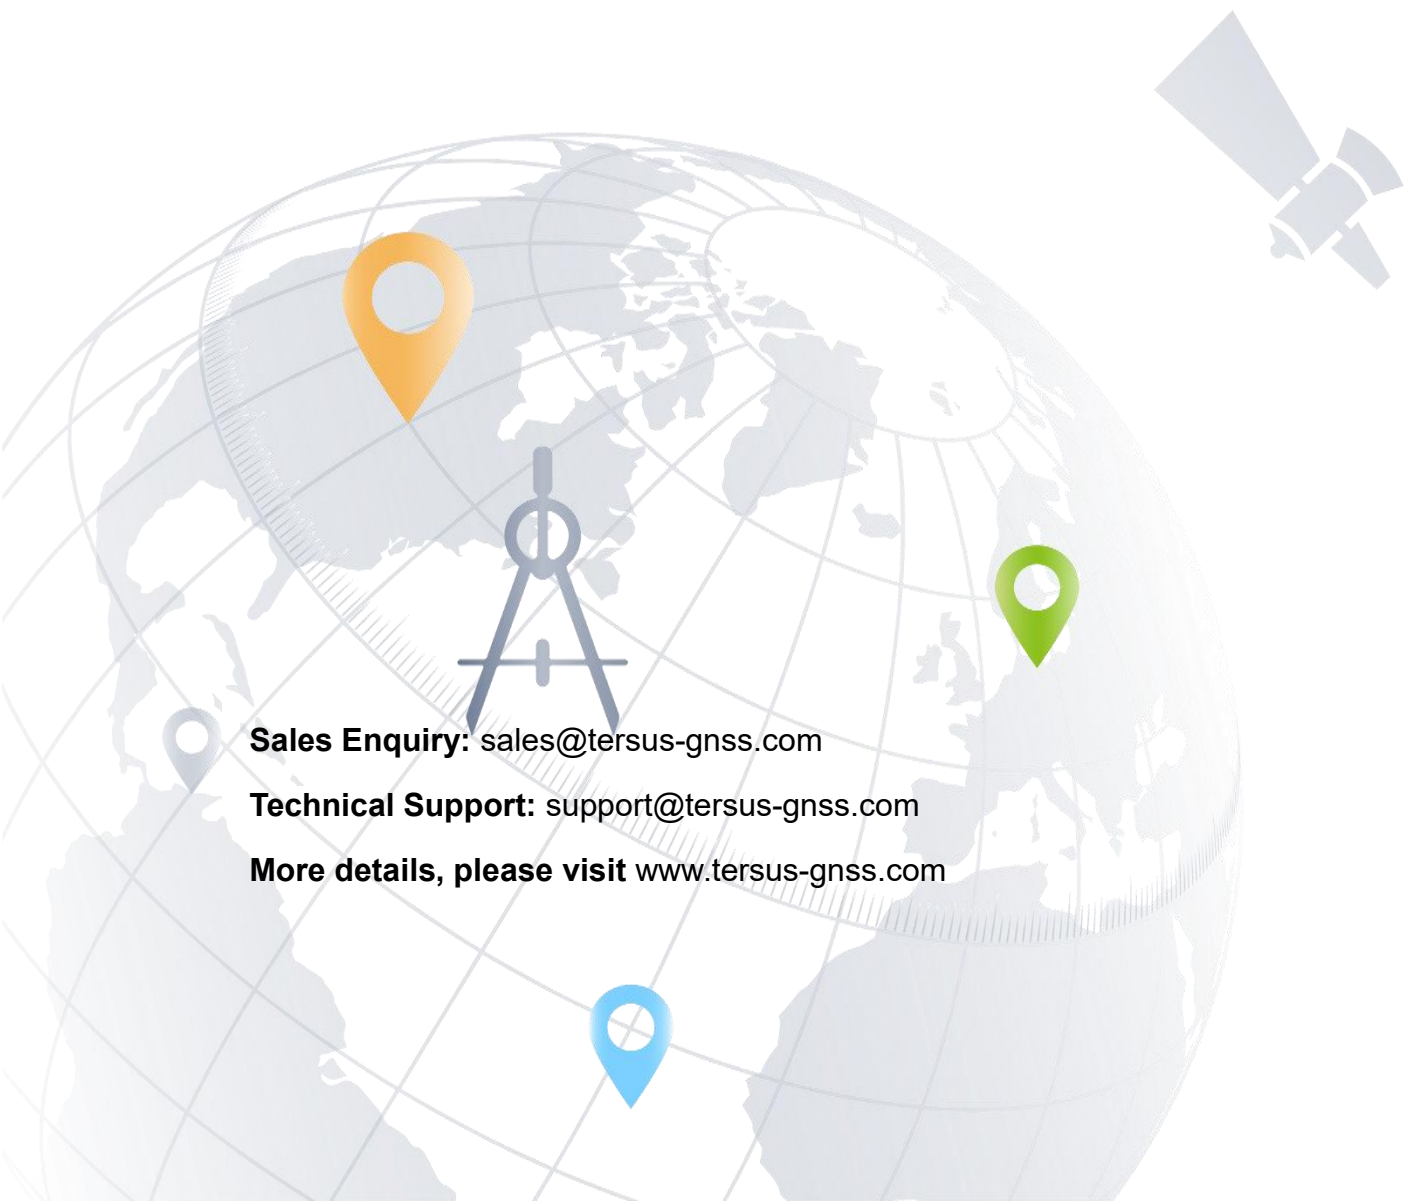 Sales Enquiry: sales@tersus-gnss.com
Technical Support: support@tersus-gnss.com
More details, please visit www.tersus-gnss.com